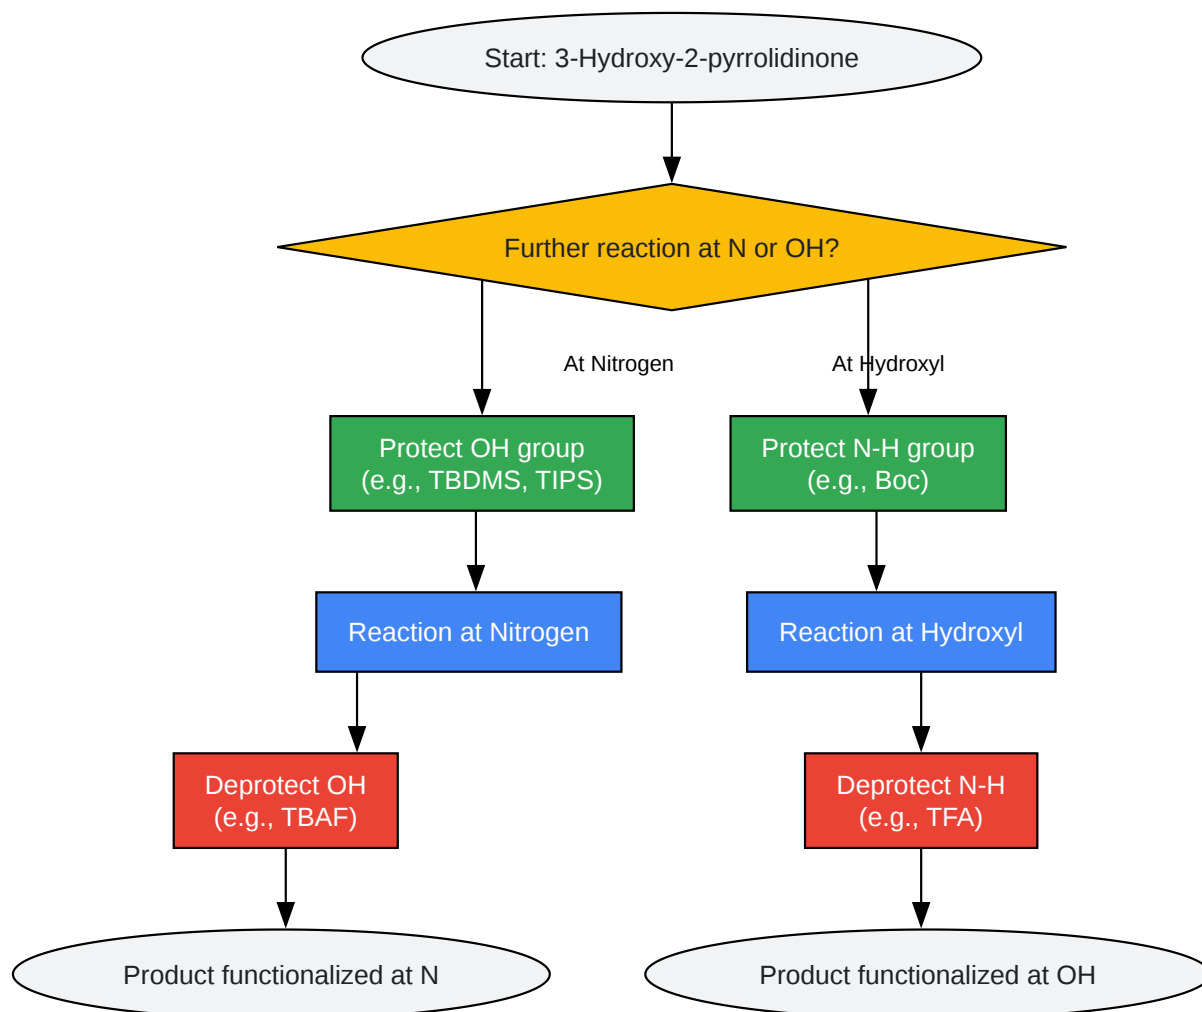 Start: 3-Hydroxy-2-pyrrolidinone
Further reaction at N or OH?
At Nitrogen
At Hydroxyl
Protect OH group
(e.g., TBDMS, TIPS)
Protect N-H group
(e.g., Boc)
Reaction at Nitrogen
Reaction at Hydroxyl
Deprotect OH
(e.g., TBAF)
Deprotect N-H
(e.g., TFA)
Product functionalized at N
Product functionalized at OH